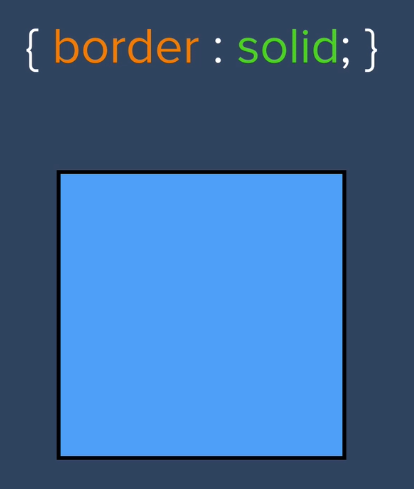 { border : solid; }